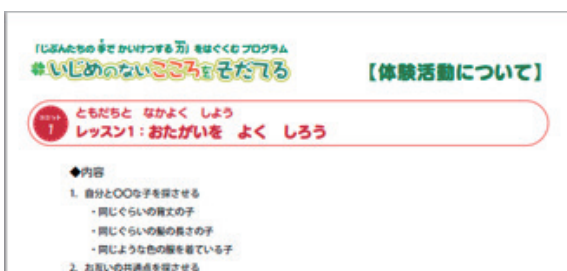 「じぶんたちの手でかいけつする力」をはぐくむプログラム
#いじめのないこころをそだてる
【体験活動について】
ユニット1
ともだちと なかよく しよう
レッスン1:おたがいを よく しろう
◆内容
1. 自分と〇〇な子を探させる
・同じぐらいの背丈の子
・同じぐらいの髪の長さの子
・同じような色の服を着ている子
2. お互いの共通点を探させる